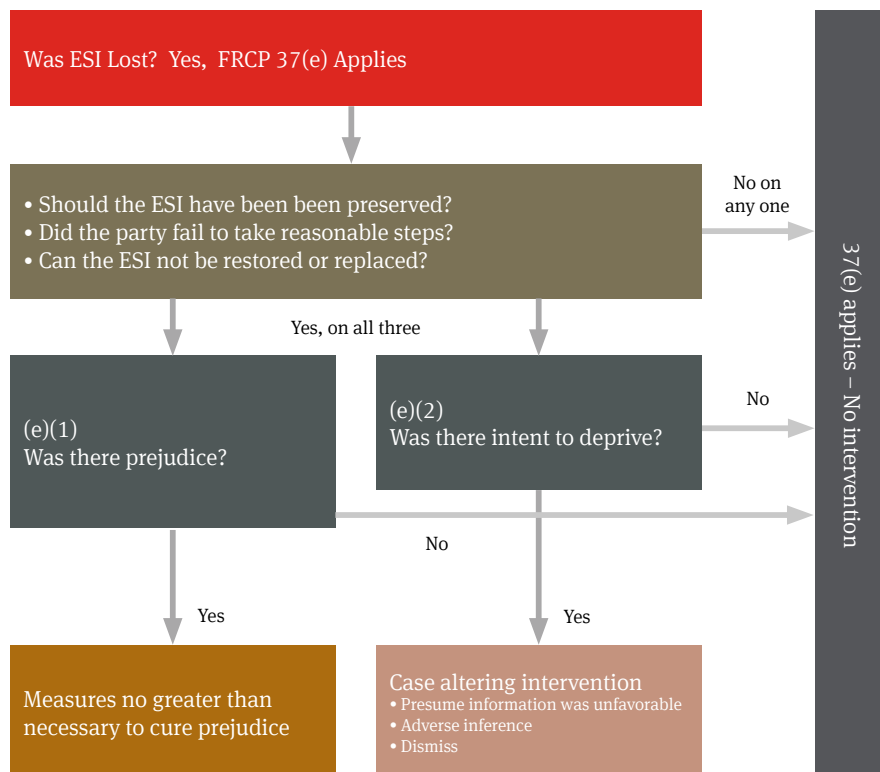 Was ESI Lost?  Yes,  FRCP 37(e) Applies
• Should the ESI have been been preserved?
• Did the party fail to take reasonable steps?
• Can the ESI not be restored or replaced?
No on
any one
37(e) applies – No intervention
Yes, on all three
(e)(1)
Was there prejudice?
(e)(2)
Was there intent to deprive?
No
No
Yes
Yes
Measures no greater than
necessary to cure prejudice
Case altering intervention
• Presume information was unfavorable
• Adverse inference
• Dismiss